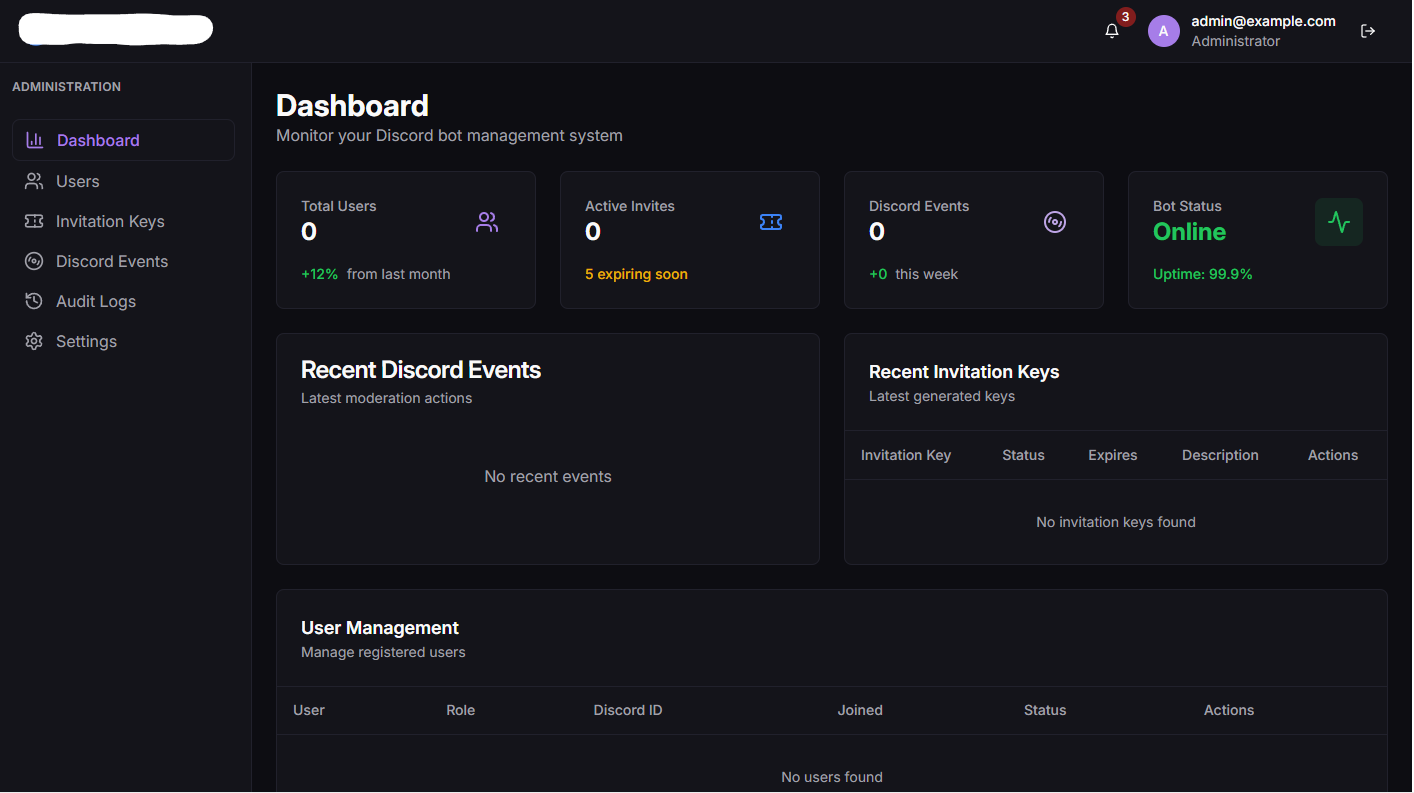 3
A
admin@example.com
Administrator
ADMINISTRATION
Dashboard
Users
Invitation Keys
Discord Events
Audit Logs
Settings
Dashboard
Monitor your Discord bot management system
Total Users
0
+12% from last month
Active Invites
0
5 expiring soon
Discord Events
0
+0 this week
Bot Status
Online
Uptime: 99.9%
Recent Discord Events
Latest moderation actions
No recent events
Recent Invitation Keys
Latest generated keys
Invitation Key Status Expires Description Actions
No invitation keys found
User Management
Manage registered users
User Role Discord ID Joined Status Actions
No users found